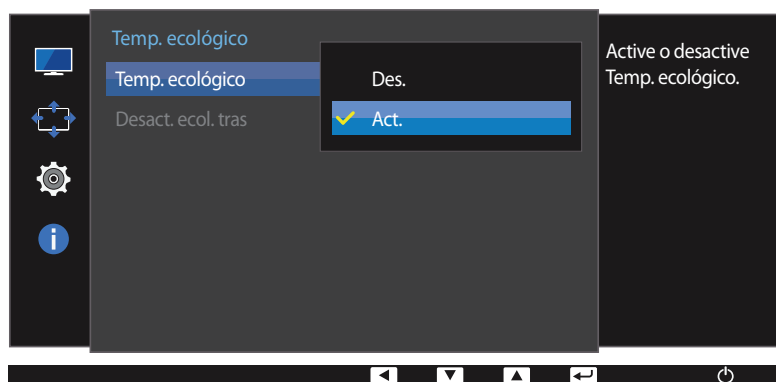 Temp. ecológico
Temp. ecológico
Des.
Desact. ecol. tras
Act.
Active o desactive
Temp. ecológico.